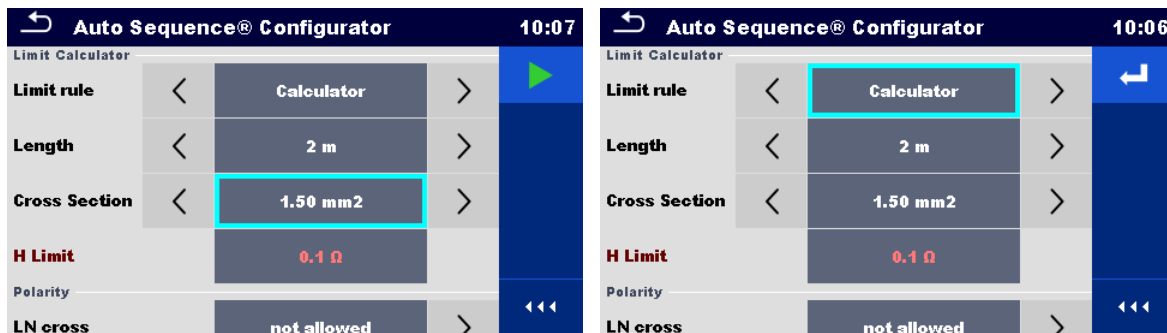 Auto Sequence® Configurator 10:07
Limit Calculator
Limit rule Calculator
Length 2 m
Cross Section 1.50 mm2
H Limit 0.1 Ω
Polarity
LN cross not allowed
Auto Sequence® Configurator 10:06
Limit Calculator
Limit rule Calculator
Length 2 m
Cross Section 1.50 mm2
H Limit 0.1 Ω
Polarity
LN cross not allowed